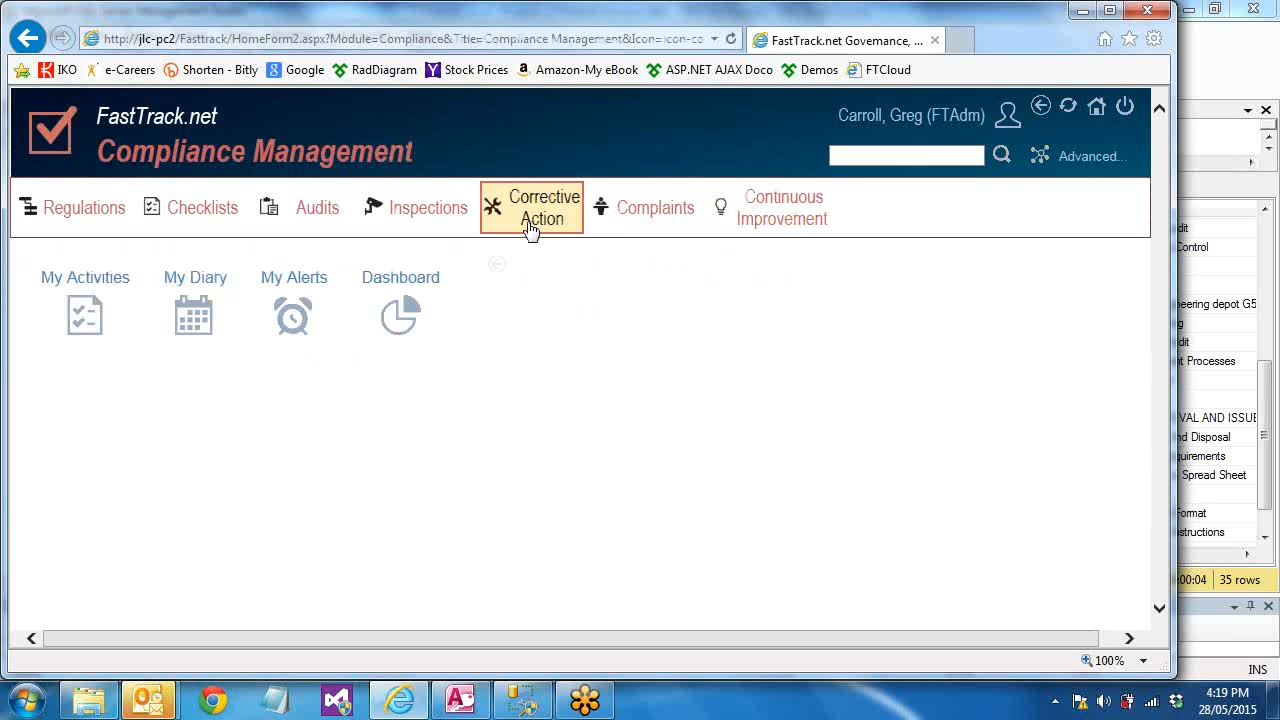 http://jlc-pc2/Fasttrack/HomeForm2.aspx?Module=Compliance&Title=Compliance Management&Icon=icon-co
FastTrack.net Governance, ...
IKO e-Careers Shorten - Bitly Google RadDiagram Stock Prices Amazon-My eBook ASP.NET AJAX Doco Demos FTCloud
FastTrack.net
Compliance Management
Carroll, Greg (FTAdm)
Advanced...
Regulations Checklists Audits Inspections Corrective Action Complaints Continuous Improvement
My Activities My Diary My Alerts Dashboard
dit
Control
neering depot G5
g
dit
nt Processes
VAL AND ISSUE
nd Disposal
quirements
Spread Sheet
Format
structions
:00:04 35 rows
100%
INS
4:19 PM
28/05/2015